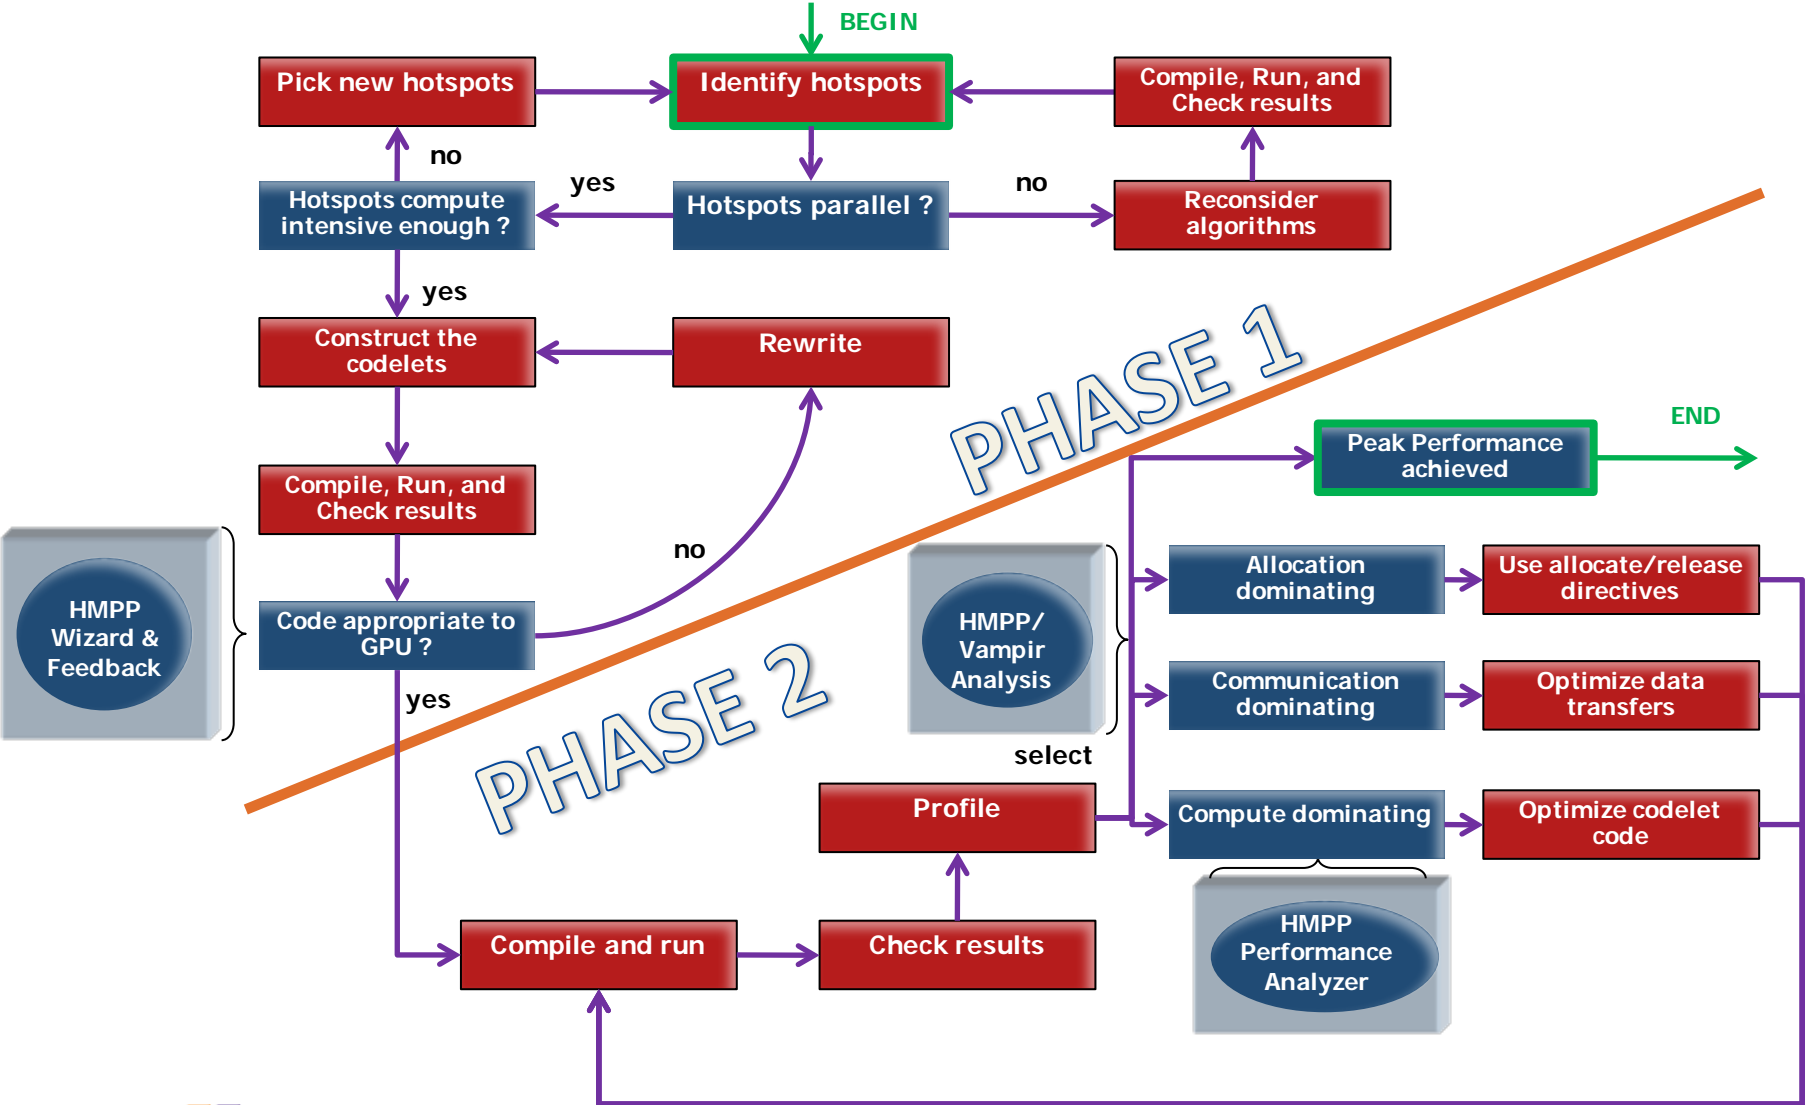 BEGIN
Pick new hotspots
Identify hotspots
Compile, Run, and
Check results
no
yes
no
Hotspots compute
intensive enough ?
Hotspots parallel ?
Reconsider
algorithms
yes
Construct the
codelets
Rewrite
PHASE 1
END
Peak Performance
achieved
Compile, Run, and
Check results
no
HMPP
Wizard &
Feedback
Code appropriate to
GPU ?
yes
PHASE 2
HMPP/
Vampir
Analysis
select
Allocation
dominating
Use allocate/release
directives
Communication
dominating
Optimize data
transfers
Profile
Compute dominating
Optimize codelet
code
Compile and run
Check results
HMPP
Performance
Analyzer